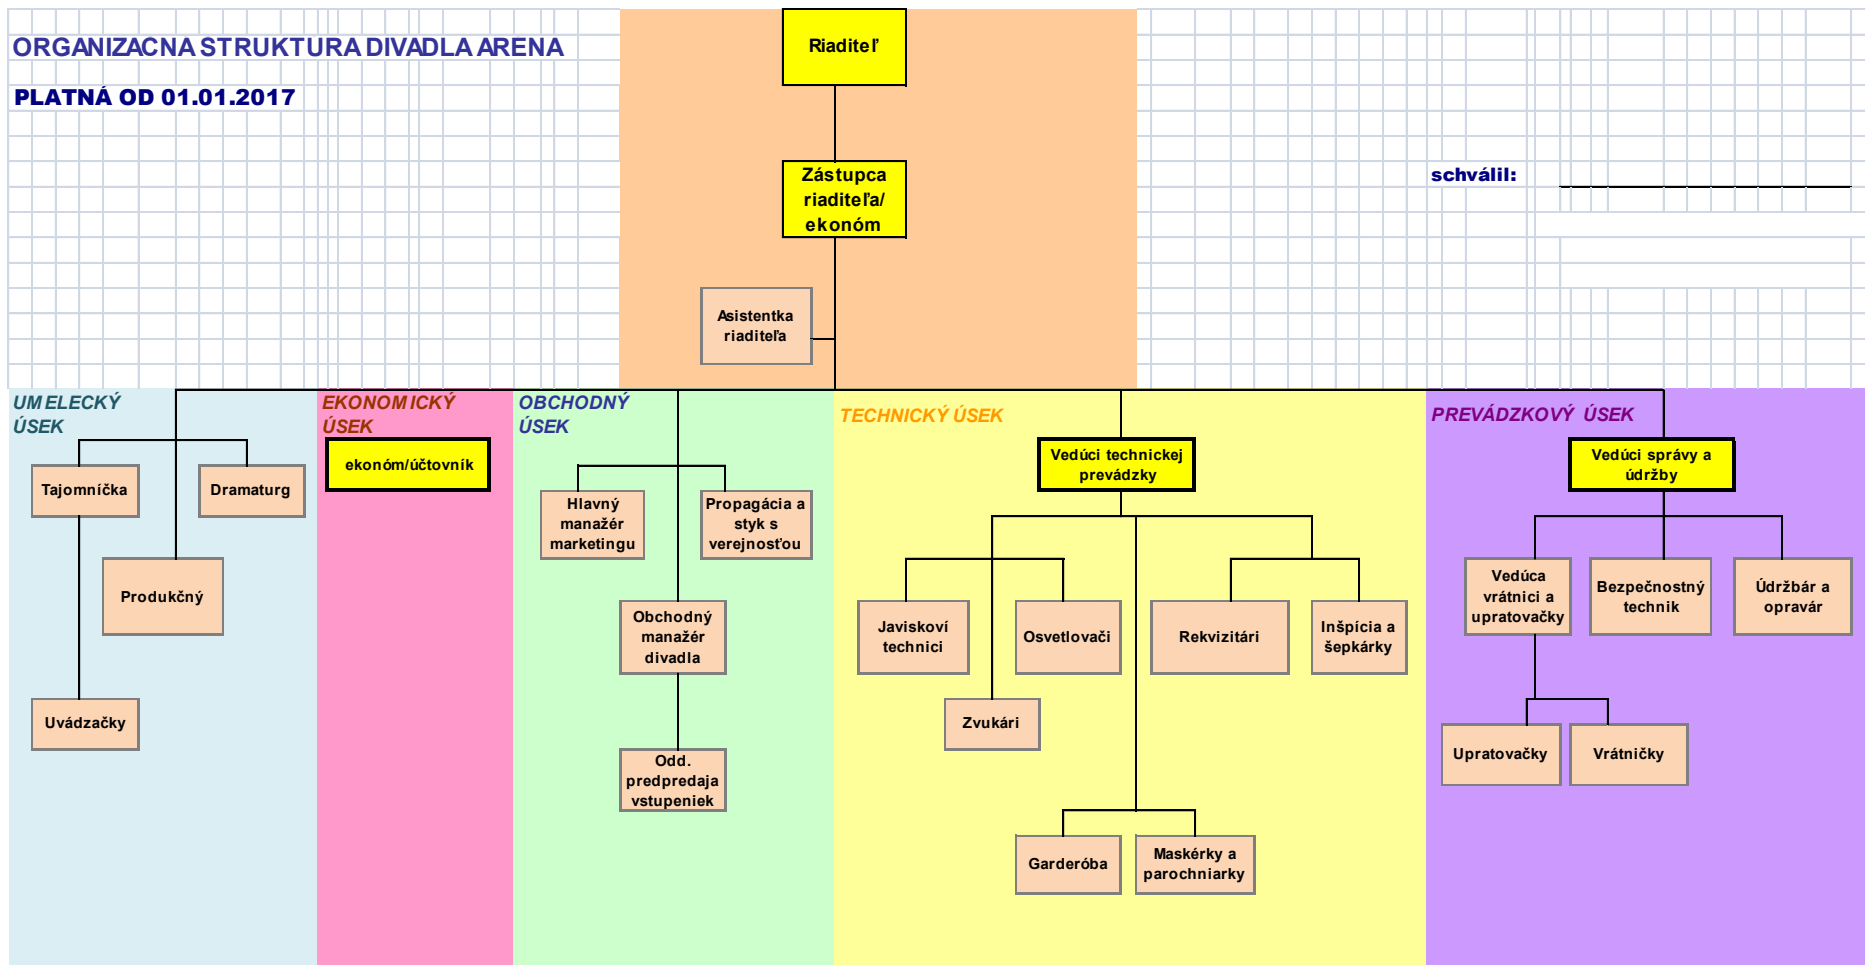 ORGANIZACNA STRUKTURA DIVADLA ARENA
PLATNÁ OD 01.01.2017
Riaditeľ
Zástupca
riaditeľa/
ekonóm
schválil:
Asistentka
riaditeľa
UMELECKÝ
ÚSEK
EKONOMICKÝ
ÚSEK
OBCHODNÝ
ÚSEK
TECHNICKÝ ÚSEK
PREVÁDZKOVÝ ÚSEK
Tajomníčka
Dramaturg
Produkčný
Uvádzačky
ekonóm/účtovník
Hlavný
manažér
marketingu
Propagácia a
styk s
verejnosťou
Obchodný
manažér
divadla
Odd.
predpredaja
vstupeniek
Vedúci technickej
prevádzky
Javiskoví
technici
Osvetlovači
Rekvizitári
Inšpícia a
šepkárky
Zvukári
Garderóba
Maskérky a
parochniarky
Vedúci správy a
údržby
Vedúca
vrátnici a
upratovačky
Bezpečnostný
technik
Údržbár a
opravár
Upratovačky
Vrátničky